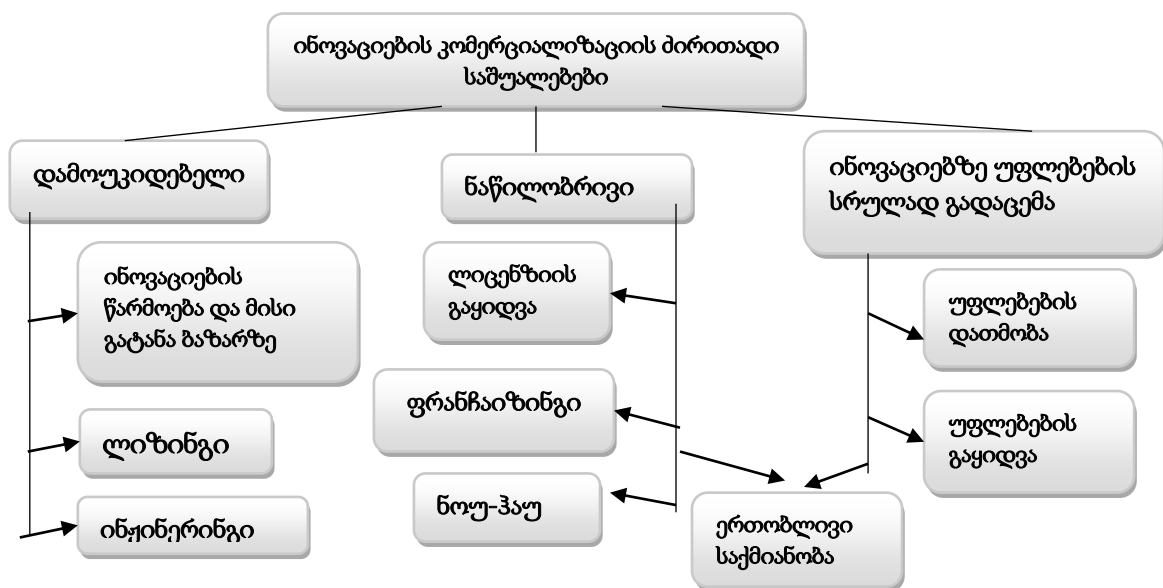 ინოვაციების კომერციალიზაციის ძირითადი
საშუალებები
დამოუკიდებელი
ნაწილობრივი
ინოვაციებზე უფლებების
სრულად გადაცემა
ინოვაციების
წარმოება და მისი
გატანა ბაზარზე
ლიზინგი
ინჟინერინგი
ლიცენზიის
გაყიდვა
ფრანჩაიზინგი
ნოუ-ჰაუ
უფლებების
დათმობა
უფლებების
გაყიდვა
ერთობლივი
საქმიანობა